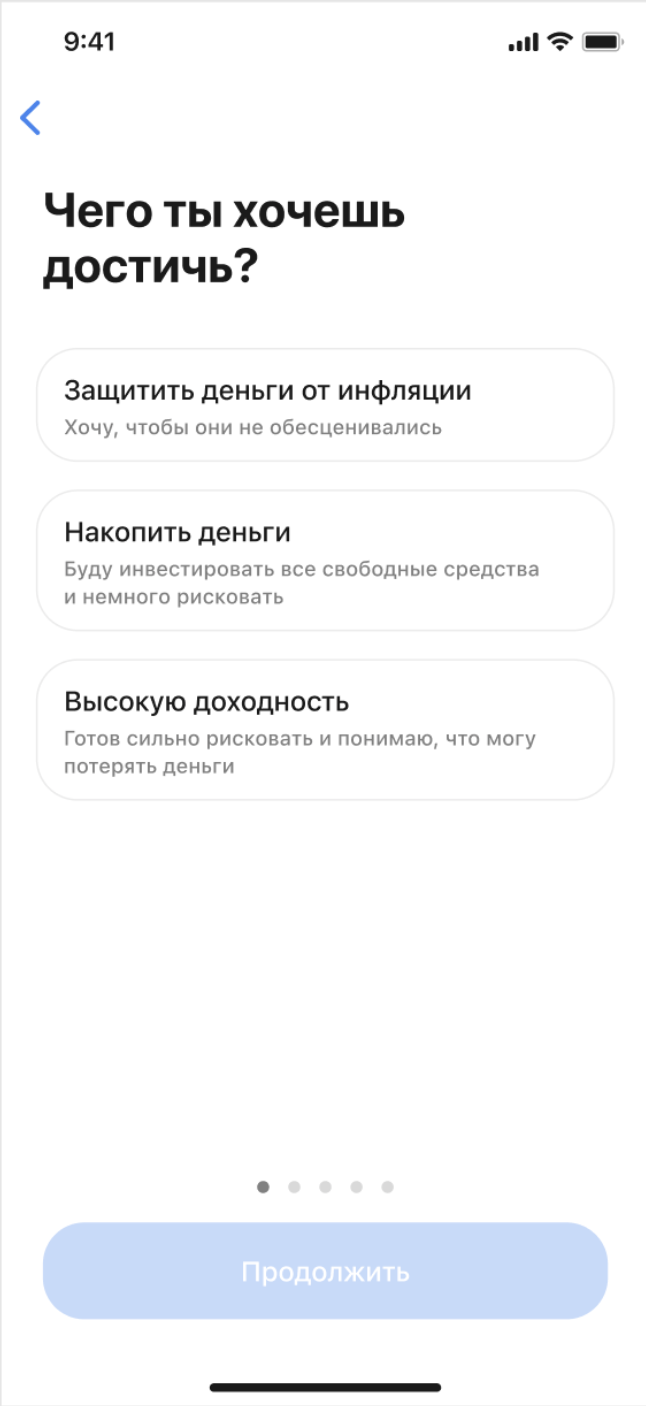 9:41
Чего ты хочешь
достичь?
Защитить деньги от инфляции
Хочу, чтобы они не обесценивались
Накопить деньги
Буду инвестировать все свободные средства
и немного рисковать
Высокую доходность
Готов сильно рисковать и понимаю, что могу
потерять деньги
Продолжить